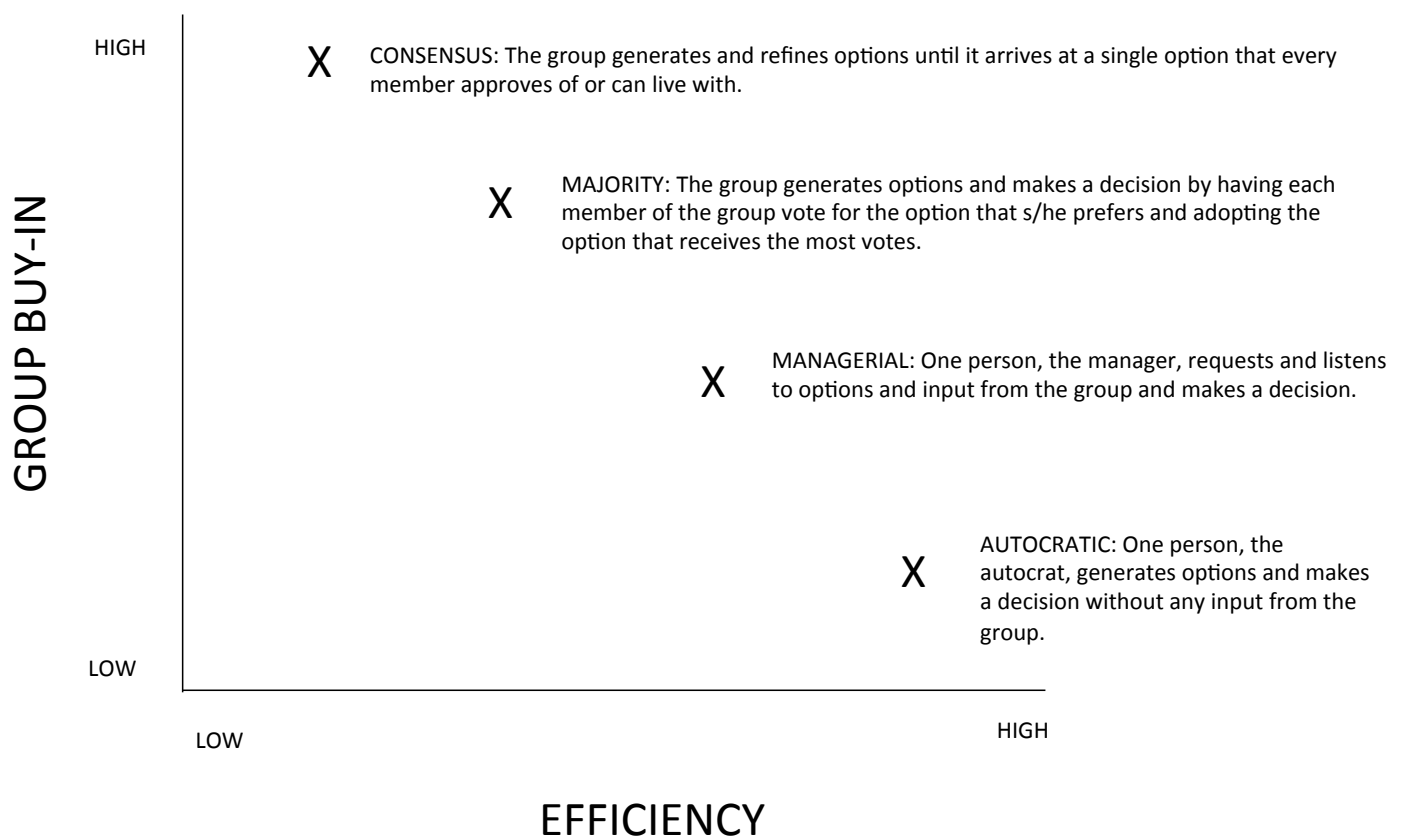 HIGH
X
CONSENSUS: The group generates and refines options until it arrives at a single option that every
member approves of or can live with.
X
MAJORITY: The group generates options and makes a decision by having each
member of the group vote for the option that s/he prefers and adopting the
option that receives the most votes.
GROUP BUY-IN
X
MANAGERIAL: One person, the manager, requests and listens
to options and input from the group and makes a decision.
X
AUTOCRATIC: One person, the
autocrat, generates options and makes
a decision without any input from the
group.
LOW
LOW
HIGH
EFFICIENCY